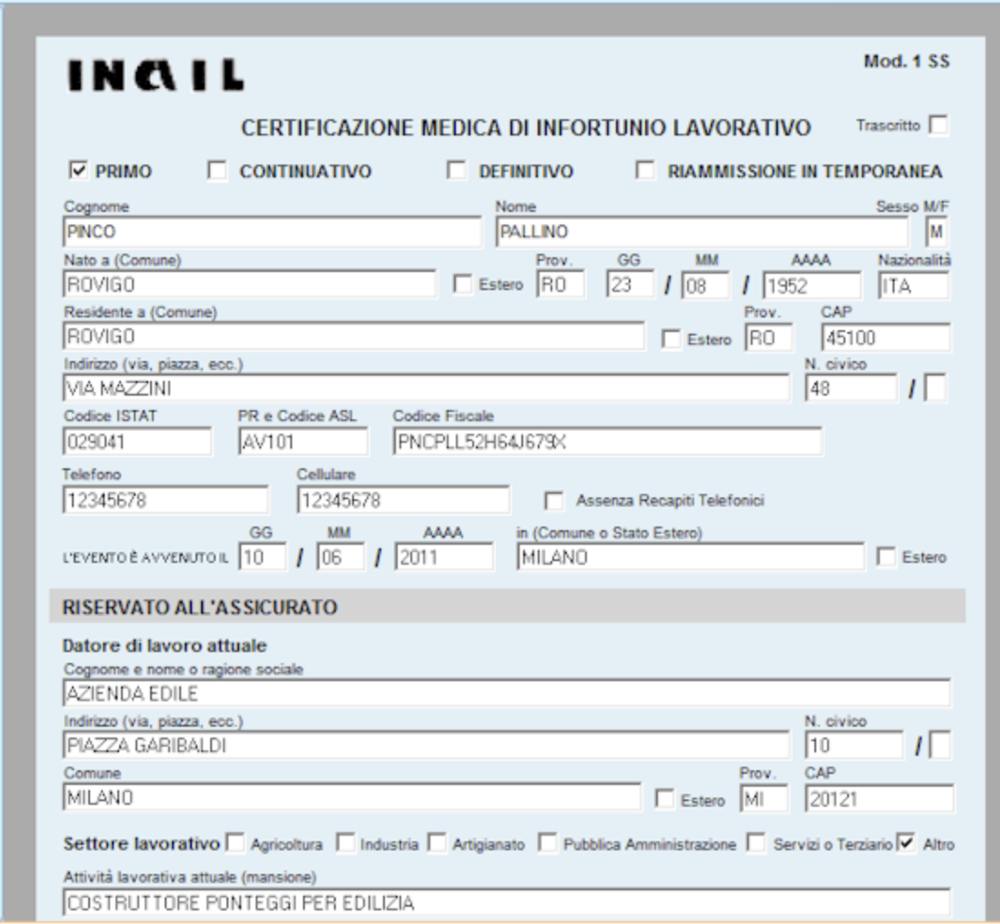 INAIL
Mod. 1 SS
CERTIFICAZIONE MEDICA DI INFORTUNIO LAVORATIVO Trascritto
PRIMO CONTINUATIVO DEFINITIVO RIAMMISSIONE IN TEMPORANEA
Cognome Nome Sesso M/F
PINCO PALLINO M
Nato a (Comune) Prov. GG MM AAAA Nazionalità
ROVIGO Estero RO 23 / 08 / 1952 ITA
Residente a (Comune) Prov. CAP
ROVIGO Estero RO 45100
Indirizzo (via, piazza, ecc.) N. civico
VIA MAZZINI 48 /
Codice ISTAT PR e Codice ASL Codice Fiscale
029041 AV101 PNCPLL52H64J679X
Telefono Cellulare
12345678 12345678 Assenza Recapiti Telefonici
GG MM AAAA in (Comune o Stato Estero)
L'EVENTO È AVVENUTO IL 10 / 06 / 2011 MILANO Estero
RISERVATO ALL'ASSICURATO
Datore di lavoro attuale
Cognome e nome o ragione sociale
AZIENDA EDILE
Indirizzo (via, piazza, ecc.) N. civico
PIAZZA GARIBALDI 10 /
Comune Prov. CAP
MILANO Estero MI 20121
Settore lavorativo Agricoltura Industria Artigianato Pubblica Amministrazione Servizi o Terziario Altro
Attività lavorativa attuale (mansione)
COSTRUTTORE PONTEGGI PER EDILIZIA